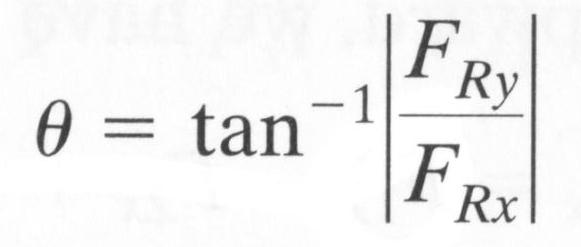 θ = tan⁻¹|F_Ry / F_Rx|